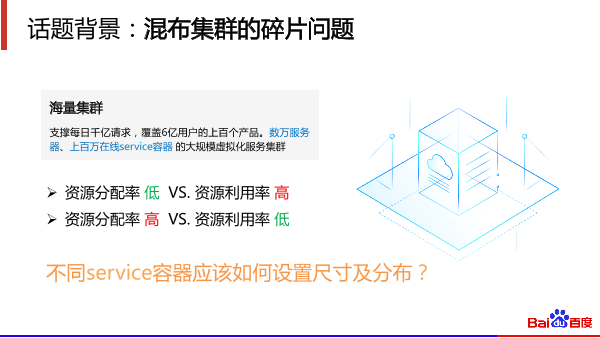 话题背景：混布集群的碎片问题
海量集群
支撑每日千亿请求，覆盖6亿用户的上百个产品。数万服务
器、上百万在线service容器 的大规模虚拟化服务集群
➢ 资源分配率 低 VS. 资源利用率 高
➢ 资源分配率 高 VS. 资源利用率 低
不同service容器应该如何设置尺寸及分布？
Baidu百度